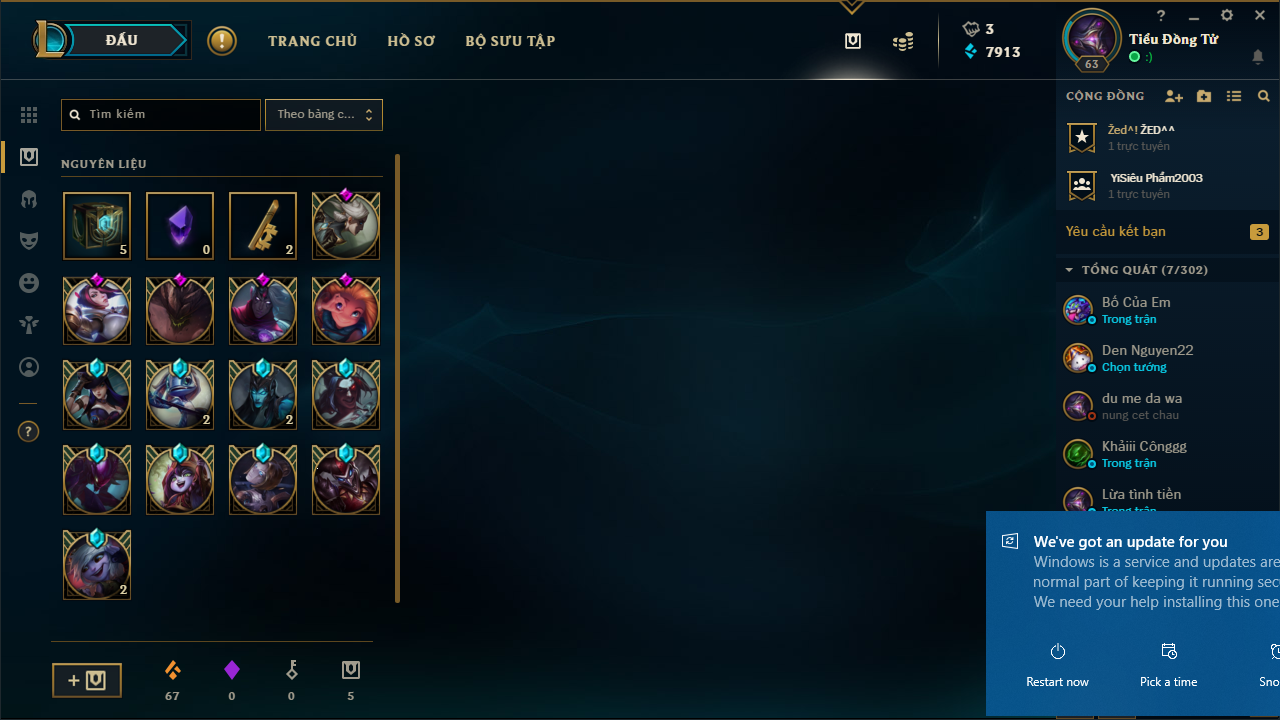 ĐẤU
TRANG CHỦ
HỒ SƠ
BỘ SƯU TẬP
3
7913
63
Tiểu Đồng Tử
:)
Tìm kiếm
Theo bảng c...
NGUYÊN LIỆU
5
0
2
2
2
2
67
0
0
5
CỘNG ĐỒNG
Žed^! ŽED^^
1 trực tuyến
YiSiêu Phẩm2003
1 trực tuyến
Yêu cầu kết bạn
3
TỔNG QUÁT (7/302)
Bố Của Em
Trong trận
Den Nguyen22
Chọn tướng
du me da wa
nung cet chau
Khảiii Cônggg
Trong trận
Lừa tình tiền
Trong trận
We've got an update for you
Windows is a service and updates are
normal part of keeping it running sec
We need your help installing this one
Restart now
Pick a time
Sno